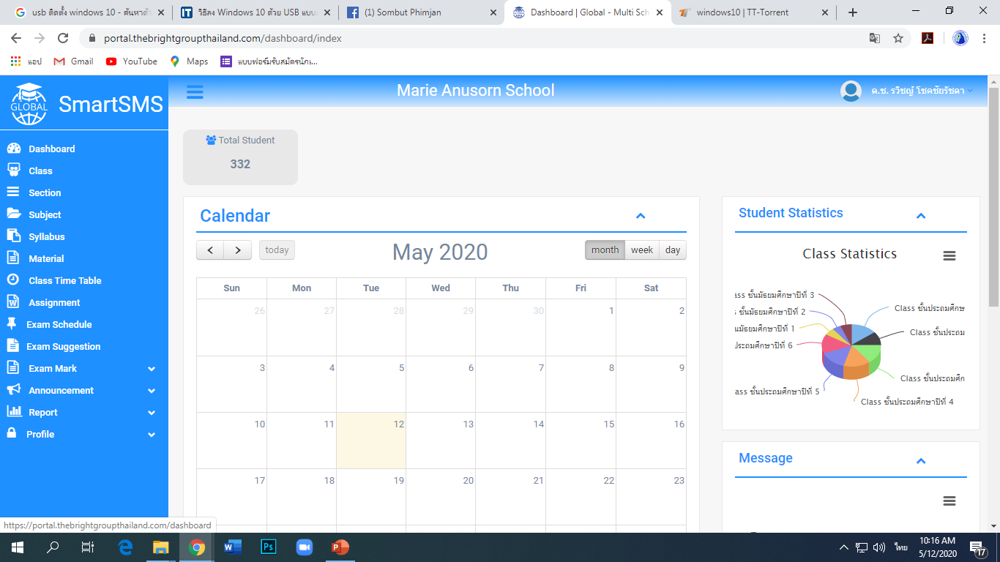 usb ติดตั้ง windows 10 - ค้นหาด้ว
วิธีลง Windows 10 ด้วย USB แบบ
(1) Sombut Phimjan
Dashboard | Global - Multi Sch
windows10 | TT-Torrent
portal.thebrightgroupthailand.com/dashboard/index
แอป
Gmail
YouTube
Maps
แบบฟอร์มรับสมัครนักเ...
GLOBAL
SmartSMS
Marie Anusorn School
ด.ช. รวิชญ์ โชคชัยรัชดา
Dashboard
Class
Section
Subject
Syllabus
Material
Class Time Table
Assignment
Exam Schedule
Exam Suggestion
Exam Mark
Announcement
Report
Profile
Total Student
332
Calendar
today
May 2020
month week day
Sun Mon Tue Wed Thu Fri Sat
26 27 28 29 30 1 2
3 4 5 6 7 8 9
10 11 12 13 14 15 16
17 18 19 20 21 22 23
Student Statistics
Class Statistics
ass ชั้นมัธยมศึกษาปีที่ 3
ชั้นมัธยมศึกษาปีที่ 2
นมัธยมศึกษาปีที่ 1
ประถมศึกษาปีที่ 6
ass ชั้นประถมศึกษาปีที่ 5
Class ชั้นประถมศึกษ
Class ชั้นประถม
Class ชั้นประถมศึก
Class ชั้นประถมศึกษาปีที่ 4
Message
https://portal.thebrightgroupthailand.com/dashboard
W
Ps
P
ไทย
10:16 AM
5/12/2020
17